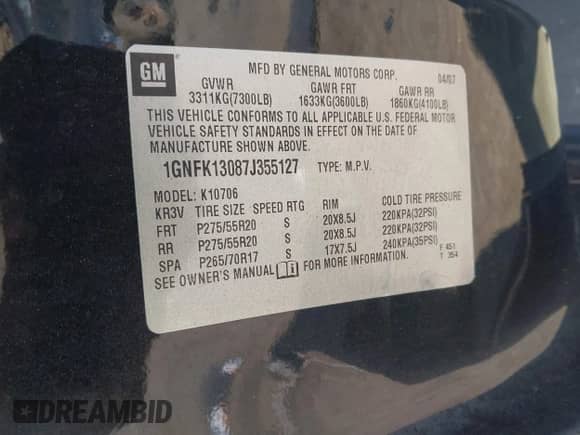 GM
MFD BY GENERAL MOTORS CORP. 04/07
GVWR GAWR FRT GAWR RR
3311KG(7300LB) 1633KG(3600LB) 1860KG(4100LB)
THIS VEHICLE CONFORMS TO ALL APPLICABLE U.S. FEDERAL MOTOR
VEHICLE SAFETY STANDARDS IN EFFECT ON THE DATE OF
MANUFACTURE SHOWN ABOVE.
1GNFK13087J355127 TYPE: M.P.V.
MODEL: K10706
KR3V TIRE SIZE SPEED RTG RIM COLD TIRE PRESSURE
FRT P275/55R20 S 20X8.5J 220KPA(32PSI)
RR P275/55R20 S 20X8.5J 220KPA(32PSI)
SPA P265/70R17 S 17X7.5J 240KPA(35PSI)
SEE OWNER'S MANUAL FOR MORE INFORMATION.
F 451
T 354
DREAMBID